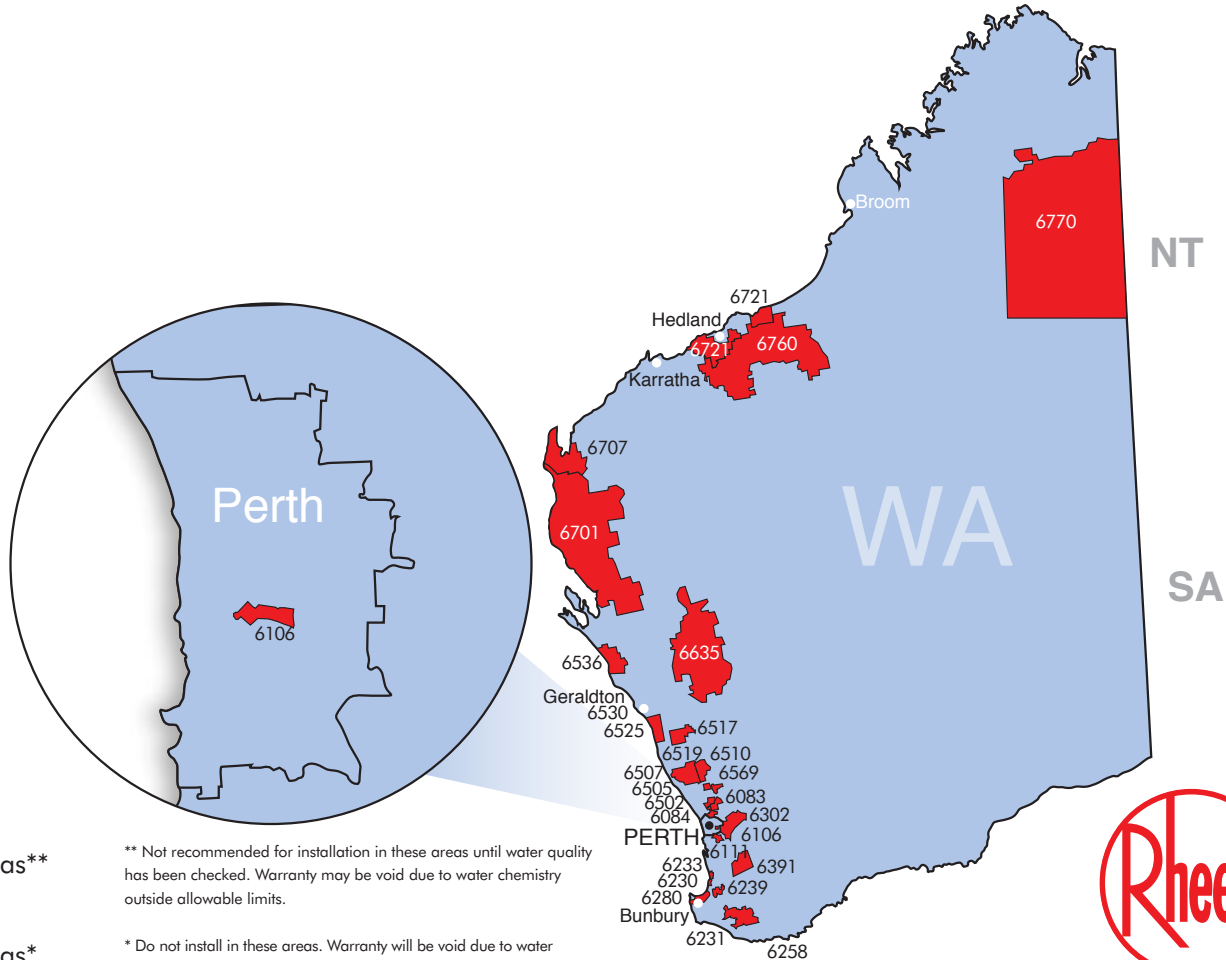 Broom
6770
NT
6721
Hedland
6721
6760
Karratha
6707
Perth
WA
6701
SA
6106
6536
6635
Geraldton
6530
6525
6517
6519
6510
6507
6569
6505
6502
6083
6084
6302
PERTH
6106
6111
6233
6391
6230
6239
6280
Bunbury
6231
6258
as**
** Not recommended for installation in these areas until water quality
has been checked. Warranty may be void due to water chemistry
outside allowable limits.
as*
* Do not install in these areas. Warranty will be void due to water
Rhee